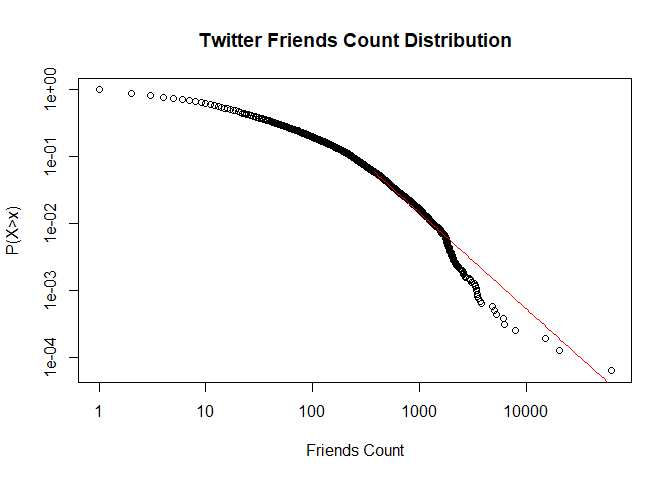 Twitter Friends Count Distribution
P(X>x)
1e+00
1e-01
1e-02
1e-03
1e-04
1 10 100 1000 10000
Friends Count